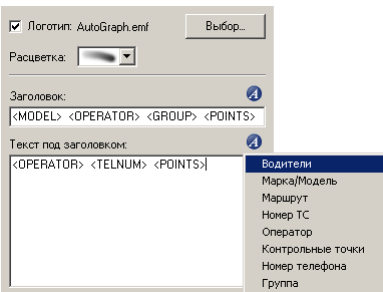 Логотип: AutoGraph.emf Выбор...
Расцветка:
Заголовок:
<MODEL> <OPERATOR> <GROUP> <POINTS>
Текст под заголовком:
<OPERATOR> <TELNUM> <POINTS>
Водители
Марка/Модель
Маршрут
Номер ТС
Оператор
Контрольные точки
Номер телефона
Группа